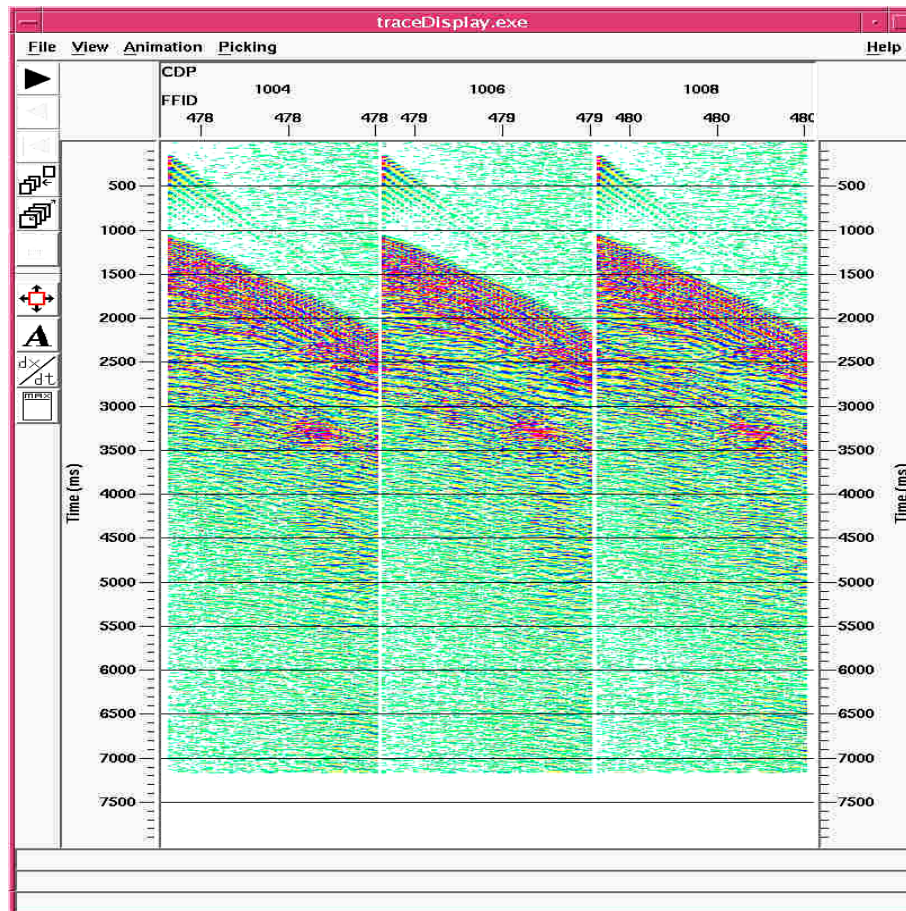 traceDisplay.exe
File View Animation Picking Help
CDP
1004 1006 1008
FFID
478 478 478 479 479 479 480 480 480
500 500
1000 1000
1500 1500
2000 2000
2500 2500
3000 3000
3500 3500
4000 4000
4500 4500
5000 5000
5500 5500
6000 6000
6500 6500
7000 7000
7500 7500
Time (ms) Time (ms)
A
dx/dt
max